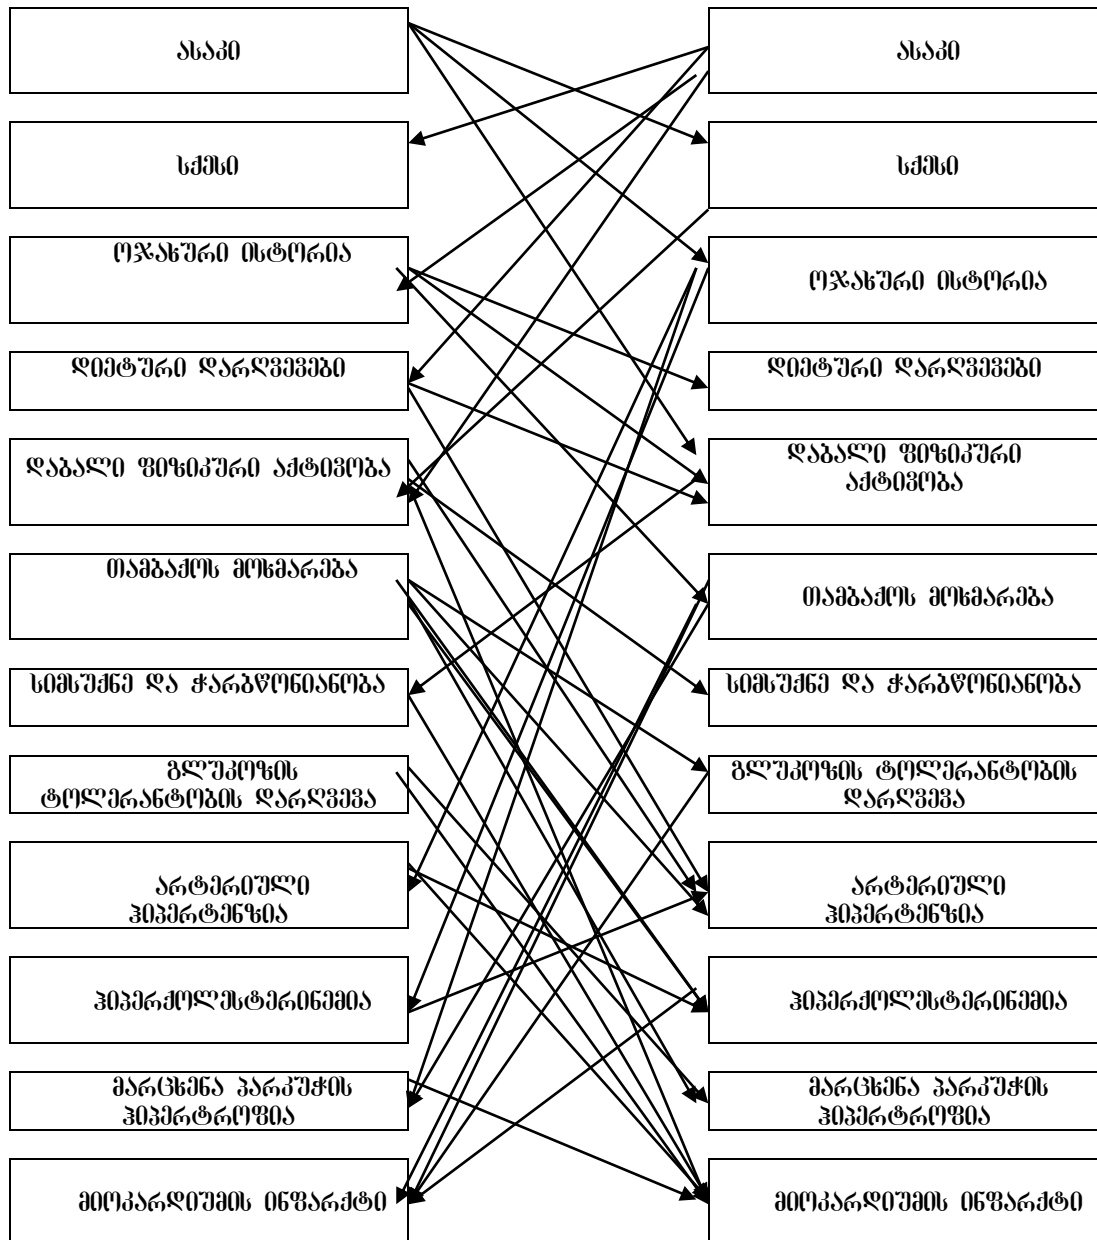 ასაკი
სქესი
ოჯახური ისტორია
დიეტური დარღვევები
დაბალი ფიზიკური აქტივობა
თამბაქოს მოხმარება
სიმსუქნე და ჭარბწონიანობა
გლუკოზის
ტოლერანტობის დარღვევა
არტერიული
ჰიპერტენზია
ჰიპერქოლესტერინემია
მარცხენა პარკუჭის
ჰიპერტროფია
მიოკარდიუმის ინფარქტი
ასაკი
სქესი
ოჯახური ისტორია
დიეტური დარღვევები
დაბალი ფიზიკური
აქტივობა
თამბაქოს მოხმარება
სიმსუქნე და ჭარბწონიანობა
გლუკოზის ტოლერანტობის
დარღვევა
არტერიული
ჰიპერტენზია
ჰიპერქოლესტერინემია
მარცხენა პარკუჭის
ჰიპერტროფია
მიოკარდიუმის ინფარქტი